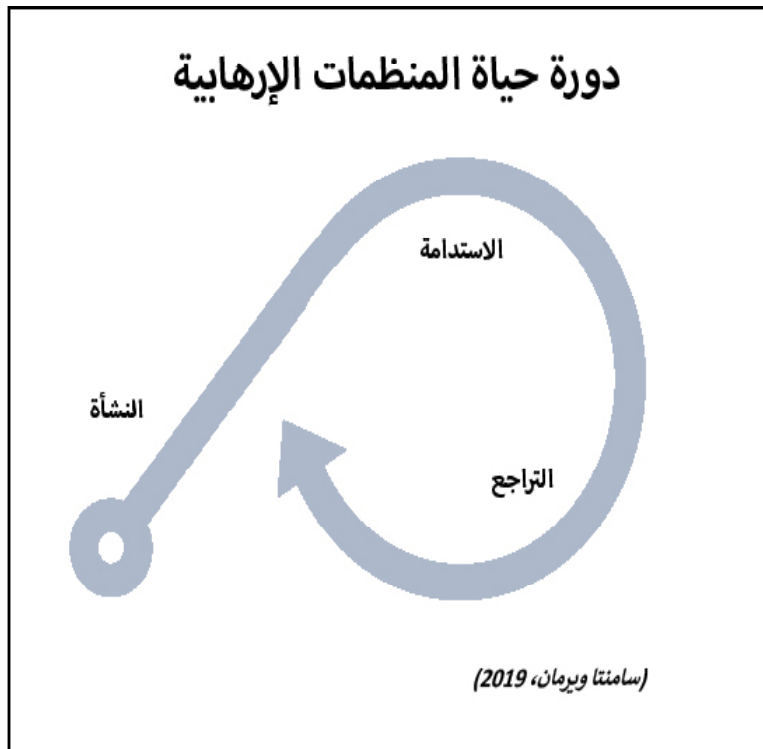 دورة حياة المنظمات الإرهابية
الاستدامة
النشأة
التراجع
(سامنتا ويرمان، 2019)